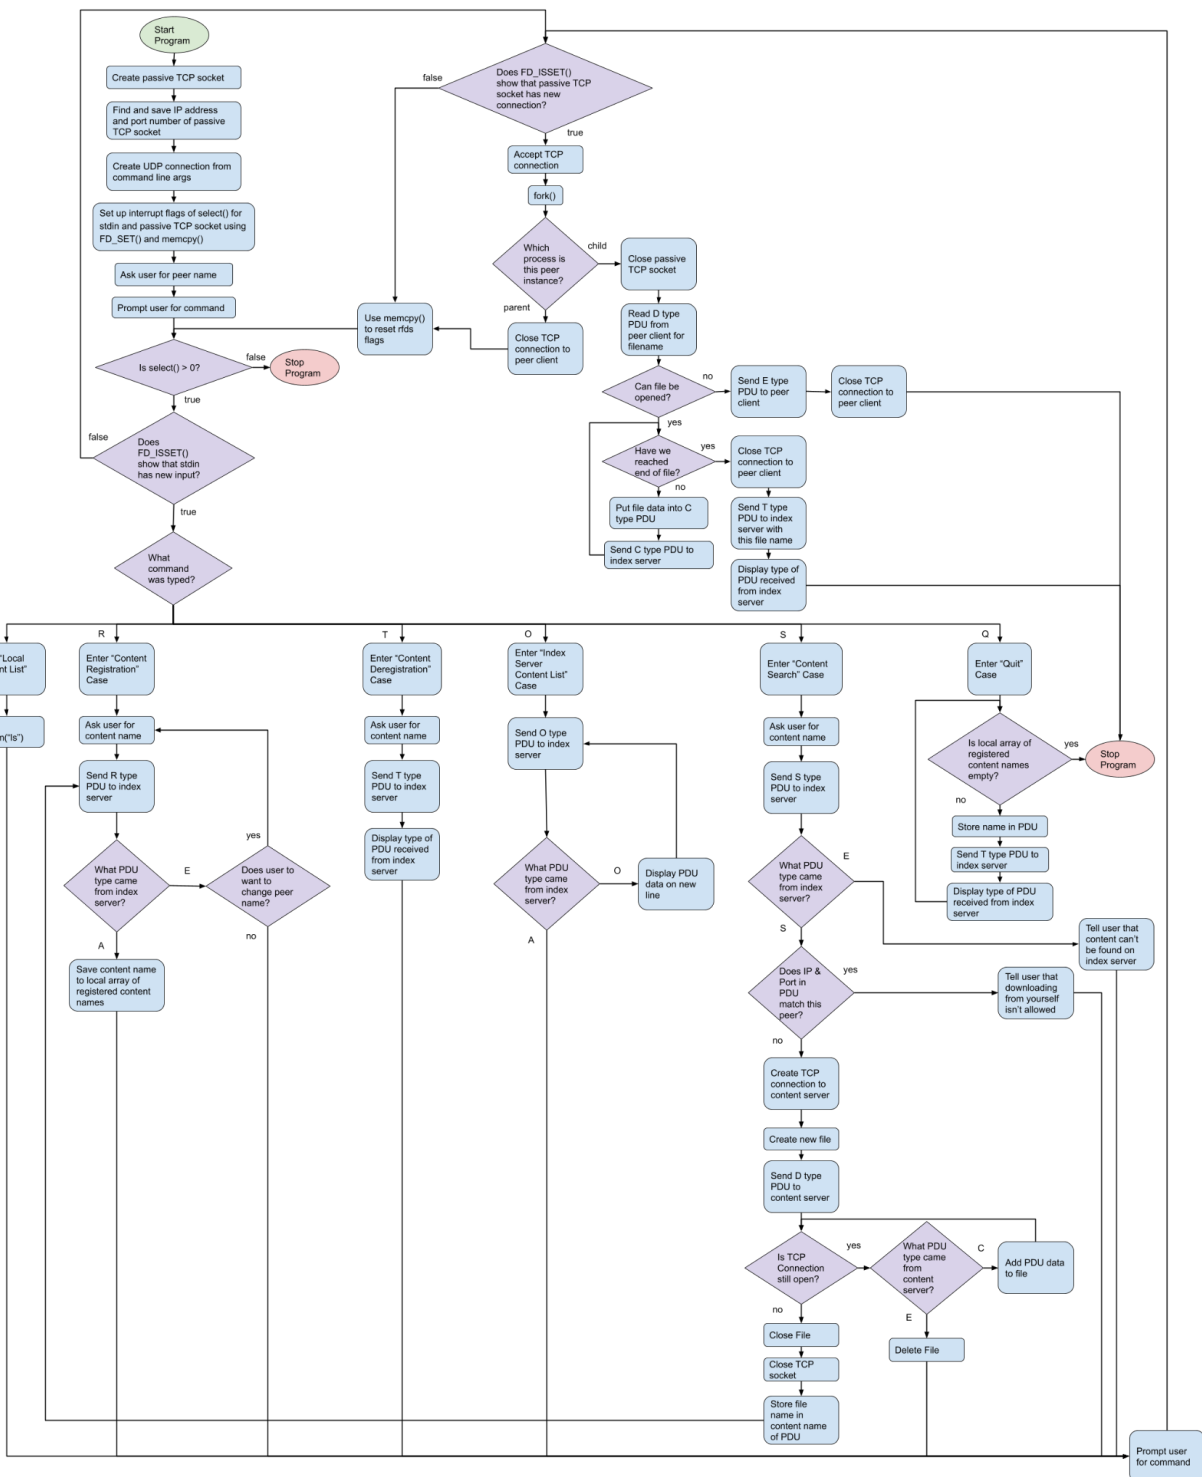 Start
Program
Create passive TCP socket
Find and save IP address
and port number of passive
TCP socket
Create UDP connection from
command line args
Set up interrupt flags of select() for
stdin and passive TCP socket using
FD_SET() and memcpy()
Ask user for peer name
Prompt user for command
Is select() > 0?
false
Stop
Program
true
Does
FD_ISSET()
show that stdin
has new input?
false
true
What
command
was typed?
Does FD_ISSET()
show that passive TCP
socket has new
connection?
false
true
Accept TCP
connection
fork()
Which
process is
this peer
instance?
child
parent
Use memcpy()
to reset rfds
flags
Close TCP
connection to
peer client
Close passive
TCP socket
Read D type
PDU from
peer client for
filename
Can file be
opened?
no
Send E type
PDU to peer
client
Close TCP
connection to
peer client
yes
Have we
reached
end of file?
yes
Close TCP
connection to
peer client
no
Put file data into C
type PDU
Send C type PDU to
index server
Send T type
PDU to index
server with
this file name
Display type of
PDU received
from index
server
"Local
nt List"
n("ls")
R
Enter "Content
Registration"
Case
Ask user for
content name
Send R type
PDU to index
server
What PDU
type came
from index
server?
E
Does user to
want to
change peer
name?
yes
no
A
Save content name
to local array of
registered content
names
T
Enter "Content
Deregistration"
Case
Ask user for
content name
Send T type
PDU to index
server
Display type of
PDU received
from index
server
O
Enter "Index
Server
Content List"
Case
Send O type
PDU to index
server
What PDU
type came
from index
server?
O
Display PDU
data on new
line
A
S
Enter "Content
Search" Case
Ask user for
content name
Send S type
PDU to index
server
What PDU
type came
from index
server?
E
S
Tell user that
content can't
be found on
index server
Does IP &
Port in
PDU
match this
peer?
yes
Tell user that
downloading
from yourself
isn't allowed
no
Create TCP
connection to
content server
Create new file
Send D type
PDU to
content server
Is TCP
Connection
still open?
yes
What PDU
type came
from
content
server?
C
Add PDU data
to file
no
E
Close File
Delete File
Close TCP
socket
Store file
name in
content name
of PDU
Q
Enter "Quit"
Case
Is local array of
registered
content names
empty?
yes
Stop
Program
no
Store name in PDU
Send T type PDU to
index server
Display type of PDU
received from index
server
Prompt user
for command